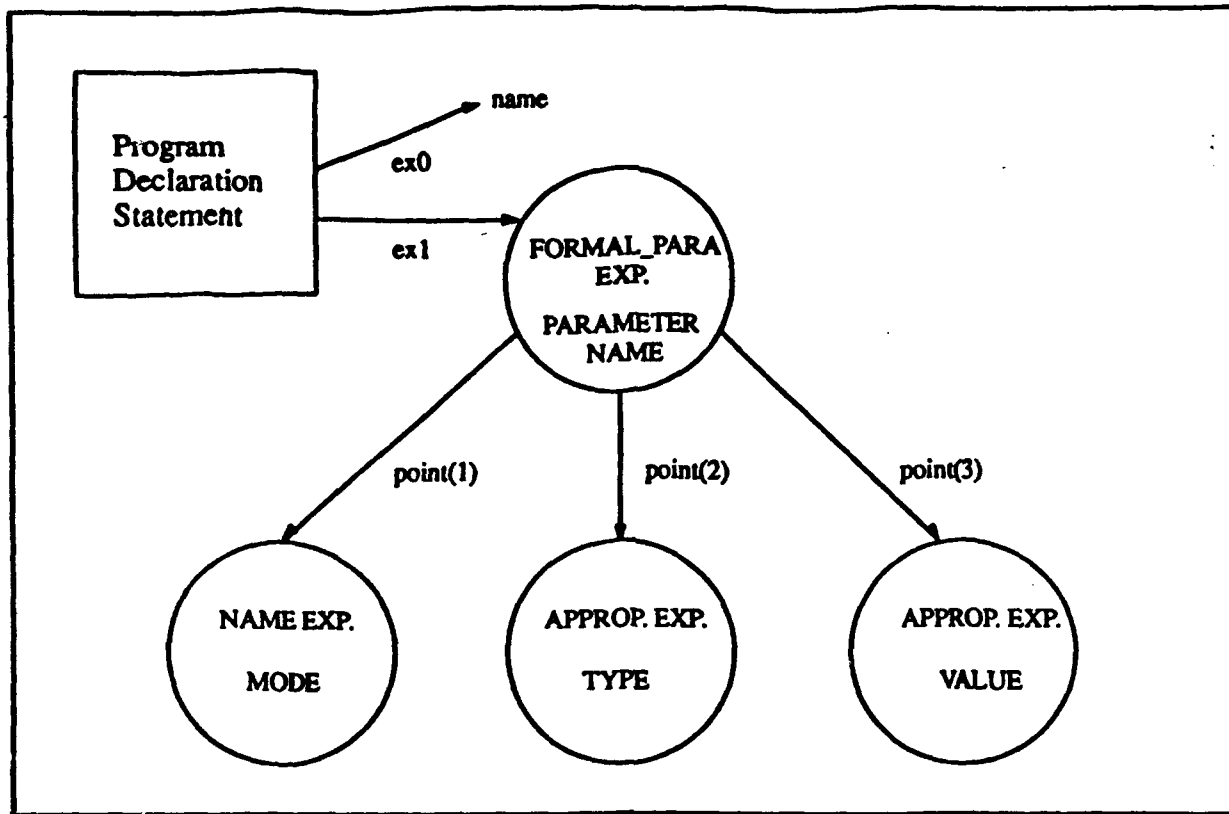 Program
Declaration
Statement
name
ex0
ex1
FORMAL_PARA
EXP.
PARAMETER
NAME
point(1)
point(2)
point(3)
NAME EXP.
MODE
APPROP. EXP.
TYPE
APPROP. EXP.
VALUE